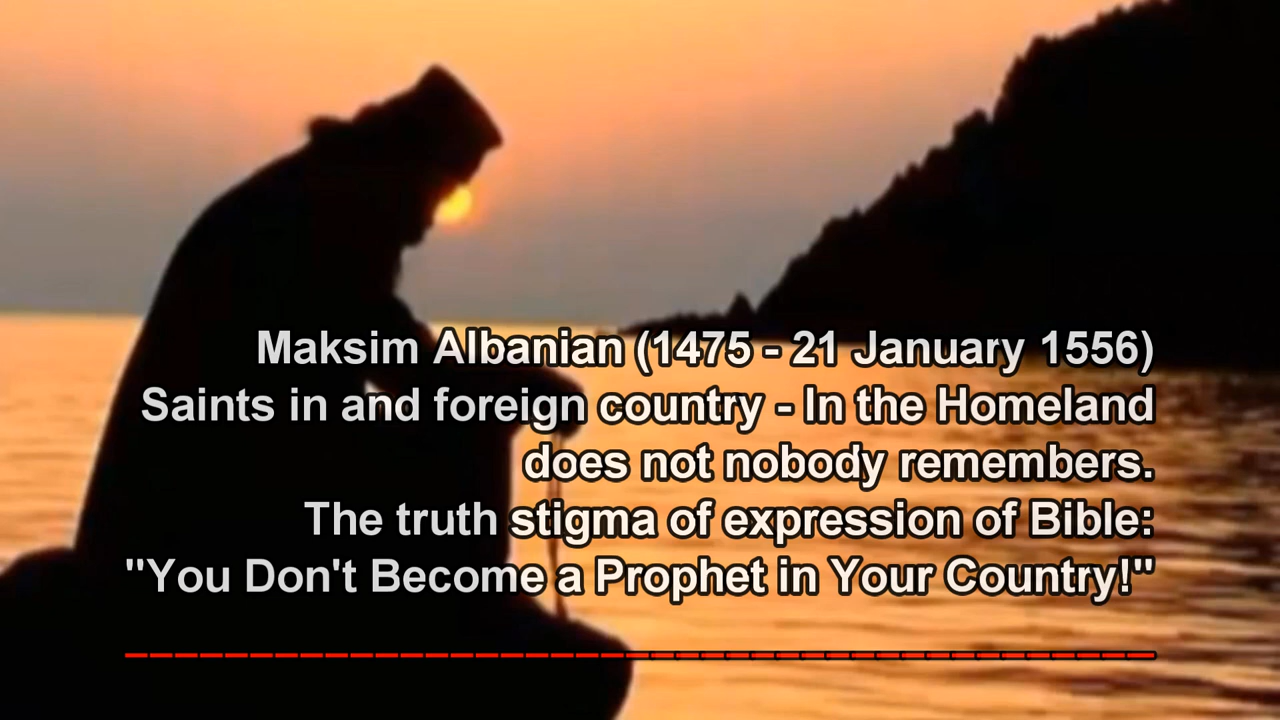 Maksim Albanian (1475 - 21 January 1556)
Saints in and foreign country - In the Homeland
does not nobody remembers.
The truth stigma of expression of Bible:
"You Don't Become a Prophet in Your Country!"